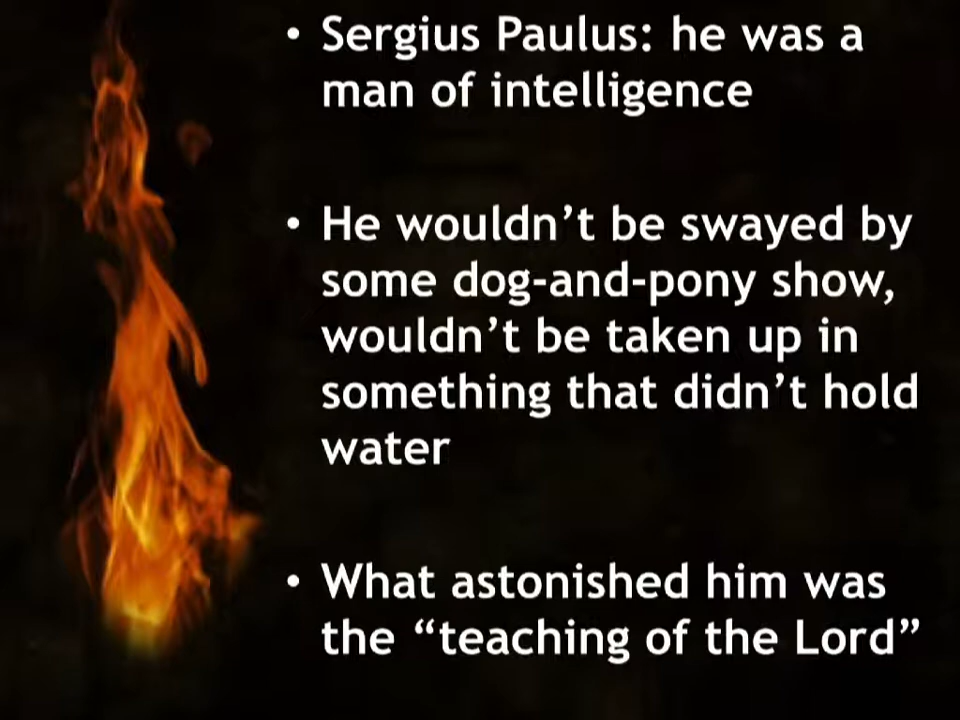 • Sergius Paulus: he was a
man of intelligence
• He wouldn’t be swayed by
some dog-and-pony show,
wouldn’t be taken up in
something that didn’t hold
water
• What astonished him was
the “teaching of the Lord”